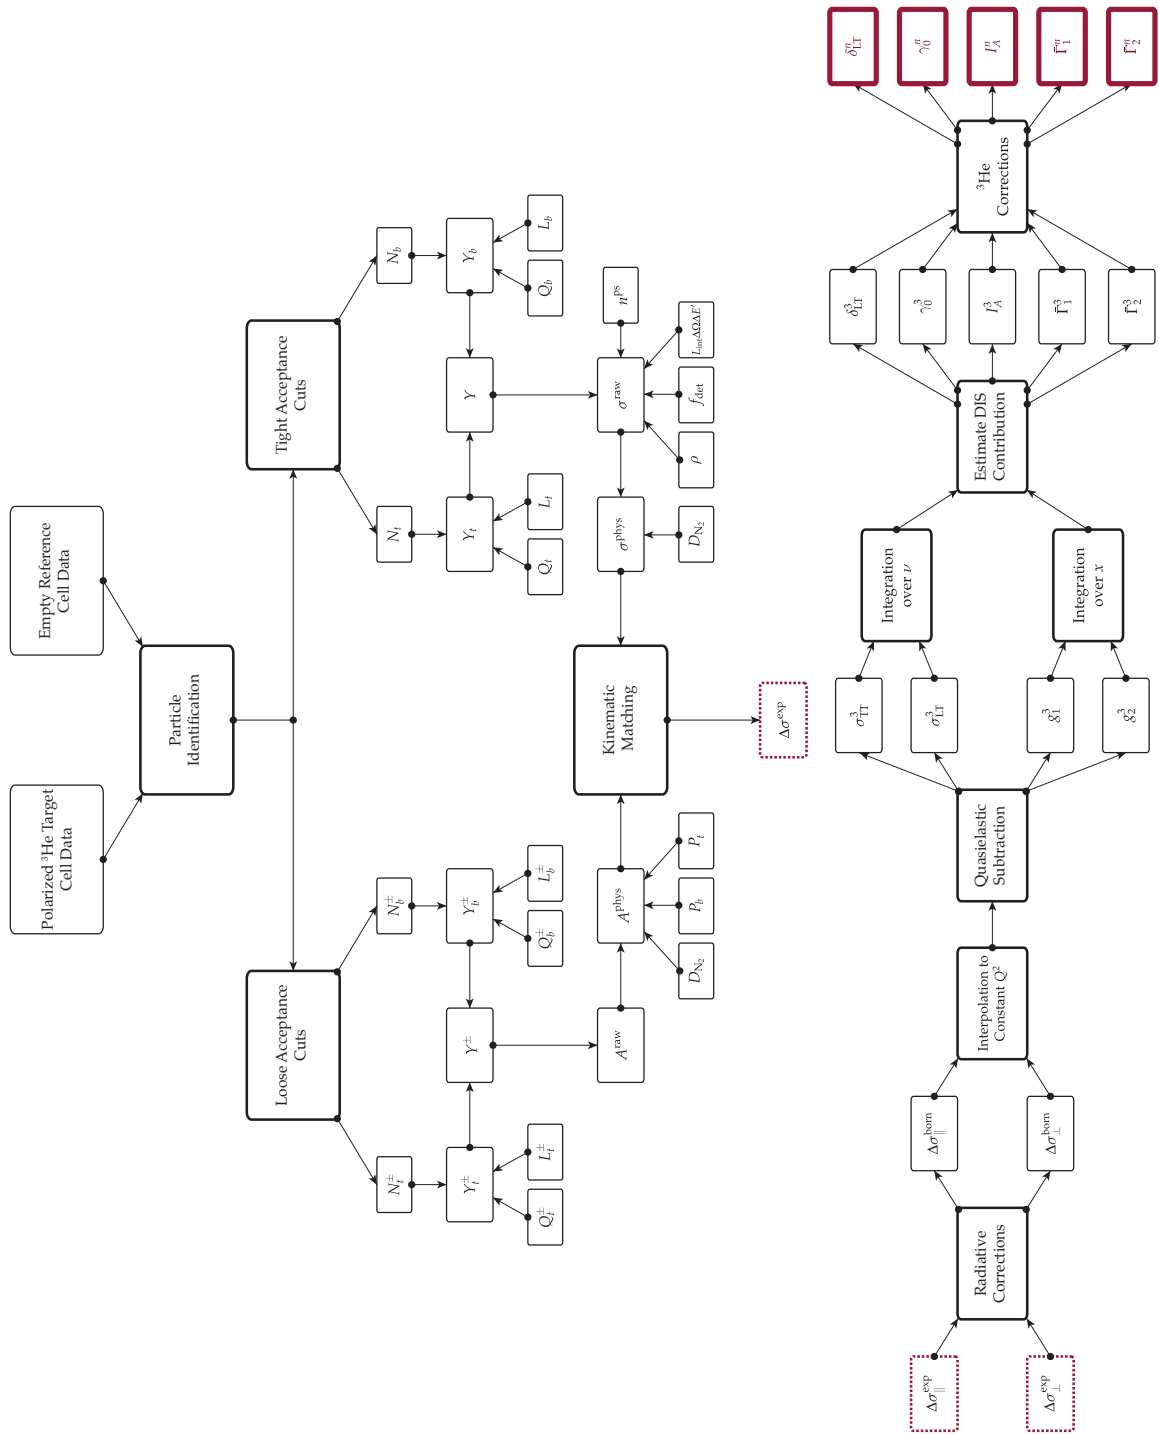 Polarized ³He Target
Cell Data
Empty Reference
Cell Data
Particle
Identification
Loose Acceptance
Cuts
Tight Acceptance
Cuts
N_t^±
N_b^±
N_t
N_b
Q_t^±
L_t^±
Y_t^±
Y^±
Y_b^±
Q_b^±
L_b^±
Q_t
L_t
Y_t
Y
Y_b
Q_b
L_b
A^raw
A^phys
D_N₂
P_b
P_t
Kinematic
Matching
σ^phys
σ^raw
n^ps
D_N₂
ρ
f_det
L_intΔΩΔE′
Δσ^exp
Δσ_∥^exp
Δσ_⊥^exp
Radiative
Corrections
Δσ_∥^born
Δσ_⊥^born
Interpolation to
Constant Q²
Quasielastic
Subtraction
σ_TT^3
σ_LT^3
g_1^3
g_2^3
Integration
over ν
Integration
over x
Estimate DIS
Contribution
δ_LT^3
γ_0^3
I_A^3
Γ̄_1^3
Γ̄_2^3
³He
Corrections
δ_LT^n
γ_0^n
I_A^n
Γ̄_1^n
Γ̄_2^n